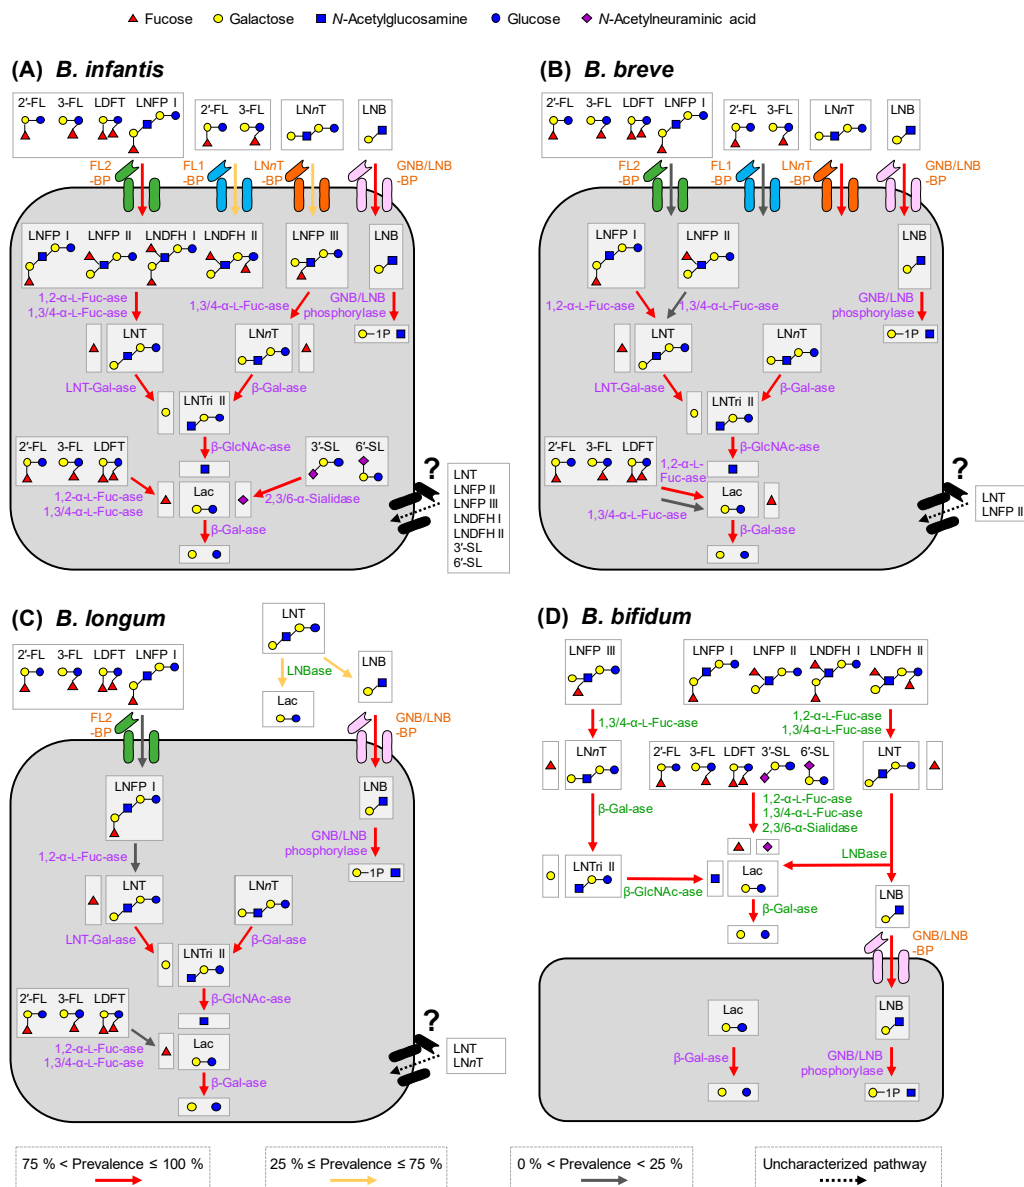 Fucose Galactose N-Acetylglucosamine Glucose N-Acetylneuraminic acid
(A) B. infantis
2′-FL 3-FL LDFT LNFP I
2′-FL 3-FL
LNnT
LNB
FL2
-BP
FL1
-BP
LNnT
-BP
GNB/LNB
-BP
LNFP I LNFP II LNDFH I LNDFH II
LNFP III
LNB
1,2-α-L-Fuc-ase
1,3/4-α-L-Fuc-ase
1,3/4-α-L-Fuc-ase
GNB/LNB
phosphorylase
LNT
LNnT
1P
LNT-Gal-ase
β-Gal-ase
LNTri II
β-GlcNAc-ase
2′-FL 3-FL LDFT
3′-SL 6′-SL
1,2-α-L-Fuc-ase
1,3/4-α-L-Fuc-ase
Lac
2,3/6-α-Sialidase
β-Gal-ase
?
LNT
LNFP II
LNFP III
LNDFH I
LNDFH II
3′-SL
6′-SL
(B) B. breve
2′-FL 3-FL LDFT LNFP I
2′-FL 3-FL
LNnT
LNB
FL2
-BP
FL1
-BP
LNnT
-BP
GNB/LNB
-BP
LNFP I
LNFP II
LNB
1,2-α-L-Fuc-ase
1,3/4-α-L-Fuc-ase
GNB/LNB
phosphorylase
LNT
LNnT
1P
LNT-Gal-ase
β-Gal-ase
LNTri II
β-GlcNAc-ase
2′-FL 3-FL LDFT
1,2-α-L-
Fuc-ase
1,3/4-α-L-Fuc-ase
Lac
β-Gal-ase
?
LNT
LNFP II
(C) B. longum
2′-FL 3-FL LDFT LNFP I
LNT
LNBase
LNB
Lac
FL2
-BP
GNB/LNB
-BP
LNFP I
LNB
1,2-α-L-Fuc-ase
GNB/LNB
phosphorylase
LNT
LNnT
1P
LNT-Gal-ase
β-Gal-ase
LNTri II
β-GlcNAc-ase
2′-FL 3-FL LDFT
1,2-α-L-Fuc-ase
1,3/4-α-L-Fuc-ase
Lac
β-Gal-ase
?
LNT
LNnT
(D) B. bifidum
LNFP III
LNFP I LNFP II LNDFH I LNDFH II
1,3/4-α-L-Fuc-ase
1,2-α-L-Fuc-ase
1,3/4-α-L-Fuc-ase
LNnT
2′-FL 3-FL LDFT 3′-SL 6′-SL
LNT
β-Gal-ase
1,2-α-L-Fuc-ase
1,3/4-α-L-Fuc-ase
2,3/6-α-Sialidase
LNBase
LNTri II
β-GlcNAc-ase
Lac
β-Gal-ase
LNB
GNB/LNB
-BP
Lac
LNB
β-Gal-ase
GNB/LNB
phosphorylase
1P
75 % < Prevalence ≤ 100 %
25 % ≤ Prevalence ≤ 75 %
0 % < Prevalence < 25 %
Uncharacterized pathway